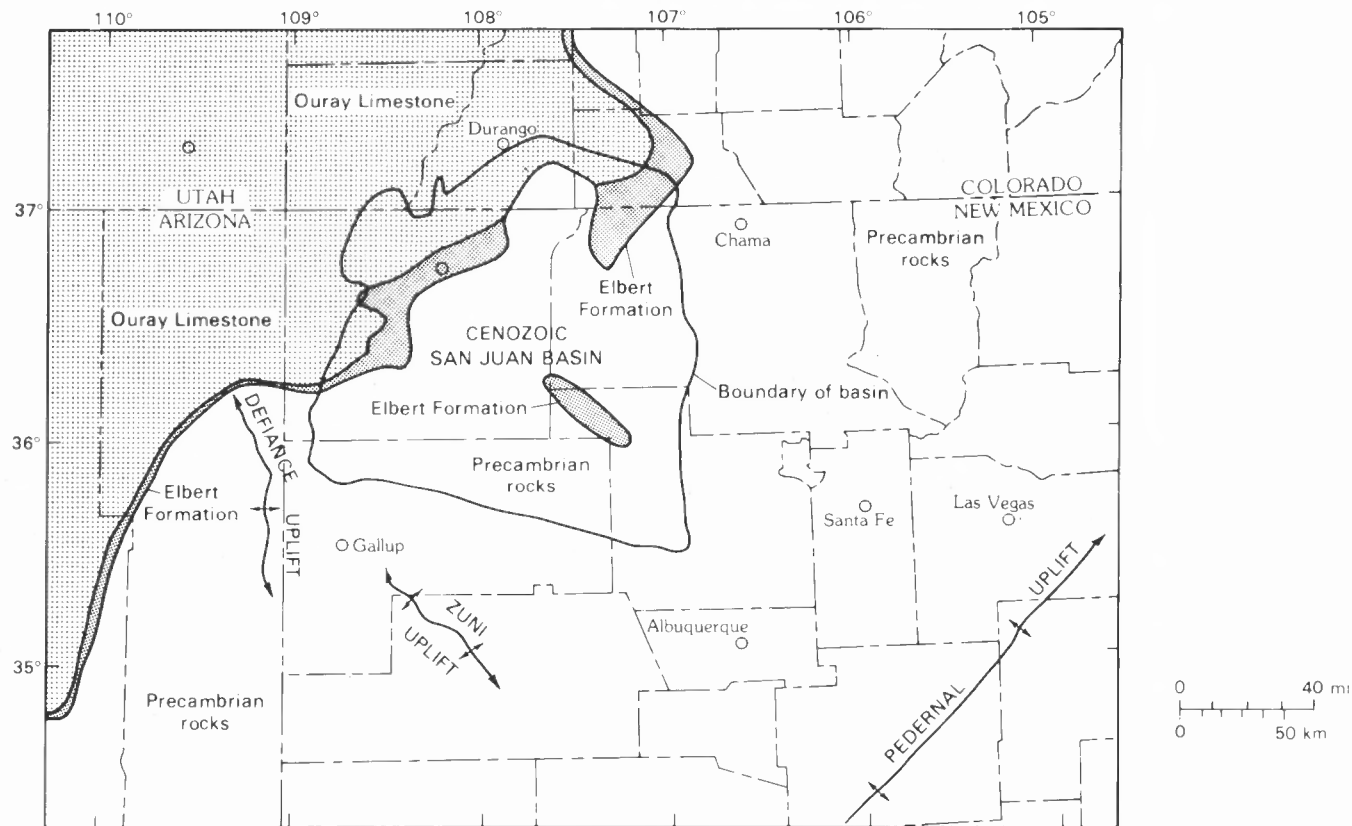 110° 109° 108° 107° 106° 105°
Ouray Limestone
Durango
UTAH
ARIZONA
37°
COLORADO
NEW MEXICO
Chama
Precambrian
rocks
Elbert
Formation
Ouray Limestone
CENOZOIC
SAN JUAN BASIN
Boundary of basin
Elbert Formation
36°
DEFIANCE
UPLIFT
Precambrian
rocks
Elbert
Formation
Santa Fe
Las Vegas
Gallup
ZUNI
UPLIFT
Albuquerque
PEDERNAL
UPLIFT
35°
Precambrian
rocks
0 40 mi
0 50 km